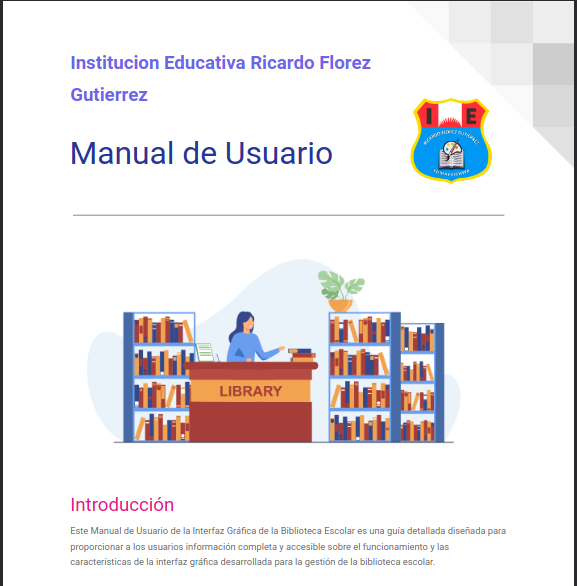 Institucion Educativa Ricardo Florez
Gutierrez
Manual de Usuario
I E
RICARDO FLOREZ GUTIERREZ
LIBRARY
Introducción
Este Manual de Usuario de la Interfaz Gráfica de la Biblioteca Escolar es una guía detallada diseñada para
proporcionar a los usuarios información completa y accesible sobre el funcionamiento y las
características de la interfaz gráfica desarrollada para la gestión de la biblioteca escolar.